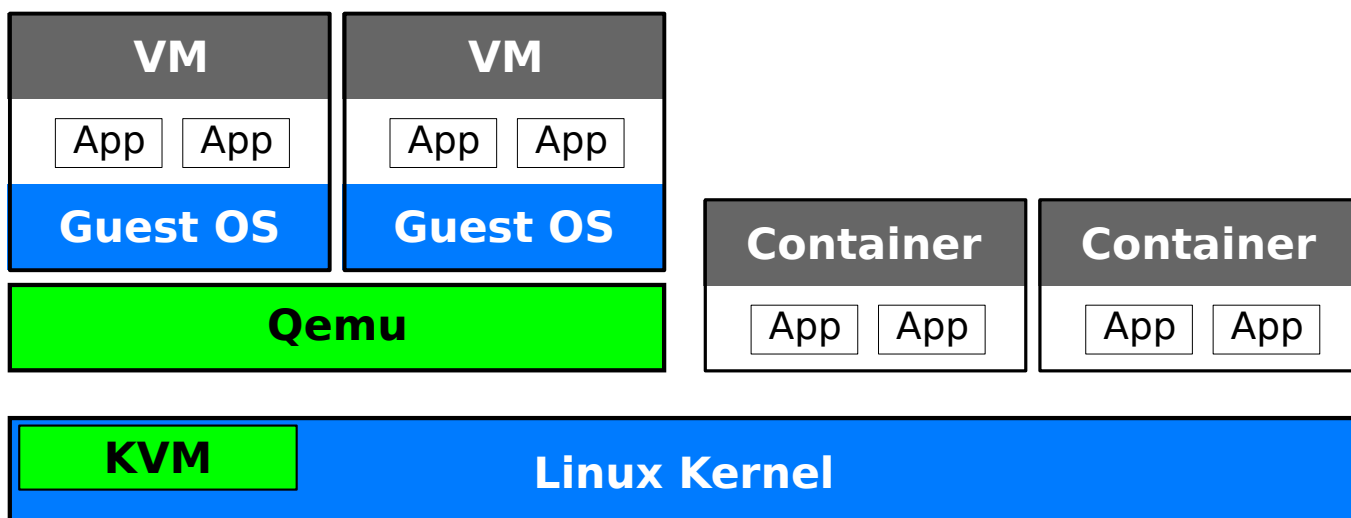 VM
App App
Guest OS
VM
App App
Guest OS
Qemu
Container
App App
Container
App App
KVM
Linux Kernel